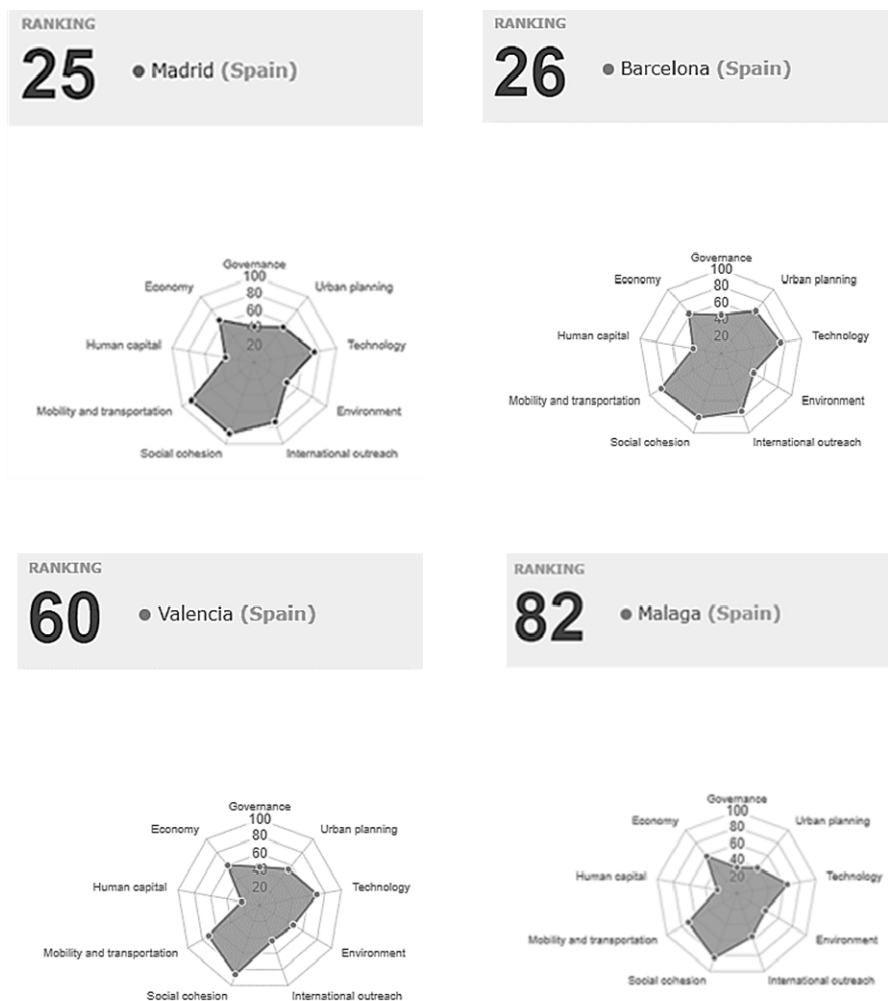 RANKING
25
Madrid (Spain)
Governance
100
80
60
40
20
Economy
Urban planning
Human capital
Technology
Mobility and transportation
Environment
Social cohesion
International outreach
RANKING
26
Barcelona (Spain)
Governance
100
80
60
40
20
Economy
Urban planning
Human capital
Technology
Mobility and transportation
Environment
Social cohesion
International outreach
RANKING
60
Valencia (Spain)
Governance
100
80
60
40
20
Economy
Urban planning
Human capital
Technology
Mobility and transportation
Environment
Social cohesion
International outreach
RANKING
82
Malaga (Spain)
Governance
100
80
60
40
20
Economy
Urban planning
Human capital
Technology
Mobility and transportation
Environment
Social cohesion
International outreach